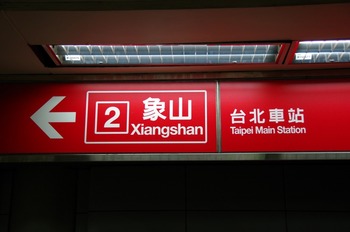 2
象山
Xiangshan
台北車站
Taipei Main Station